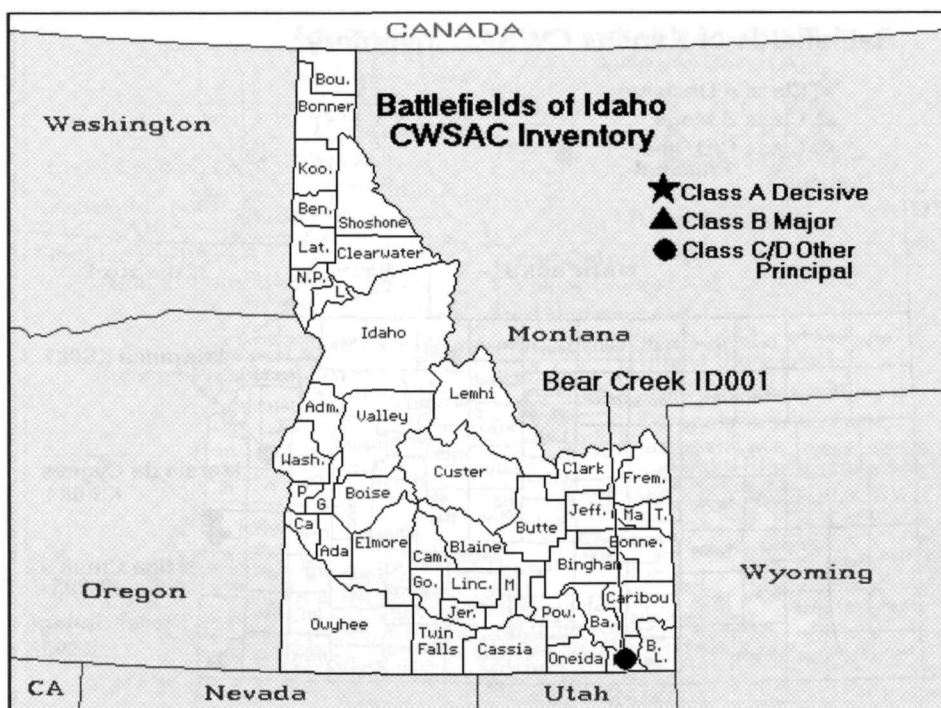 CANADA
Bou.
Bonner
Battlefields of Idaho
CWSAC Inventory
Washington
Koo.
Class A Decisive
Ben.
Class B Major
Shoshone
Lat.
Clearwater
Class C/D Other
Principal
N.P.
L.
Idaho
Montana
Bear Creek ID001
Lemhi
Adm.
Valley
Wash.
Custer
Clark
Frem.
P.
G
Boise
Jeff.
Ma
T.
Butte
Ca
Ada
Elmore
Cam.
Blaine
Bonne.
Bingham
Wyoming
Oregon
Go.
Linc.
M
Caribou
Jer.
Pow.
Ba.
Owyhee
Twin
Falls
Cassia
Oneida
B.
L.
CA
Nevada
Utah